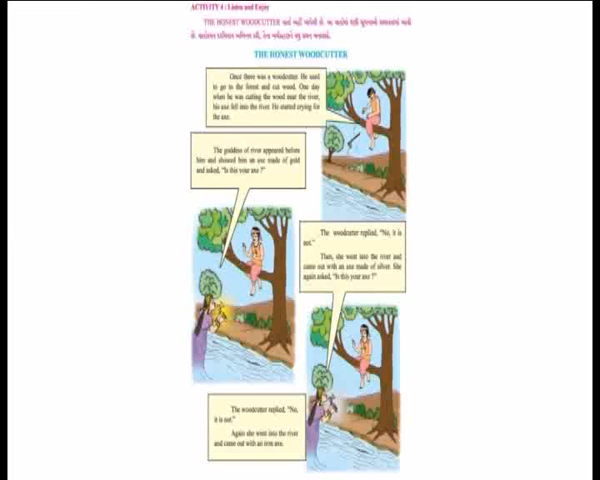 ACTIVITY 4 : Listen and Enjoy
THE HONEST WOODCUTTER વાર્તા અહીં આપેલી છે. આ વાર્તામાં
છે.
THE HONEST WOODCUTTER
Once there was a woodcutter. He used
to go to the forest and cut wood. One day
when he was cutting the wood near the river,
his axe fell into the river. He started crying for
the axe.
The goddess of river appeared before
him and showed him an axe made of gold
and asked, "Is this your axe ?"
The woodcutter replied, "No, it is
not."
Then, she went into the river and
came out with an axe made of silver. She
again asked, "Is this your axe ?"
The woodcutter replied, "No,
it is not."
Again she went into the river
and came out with an iron axe.